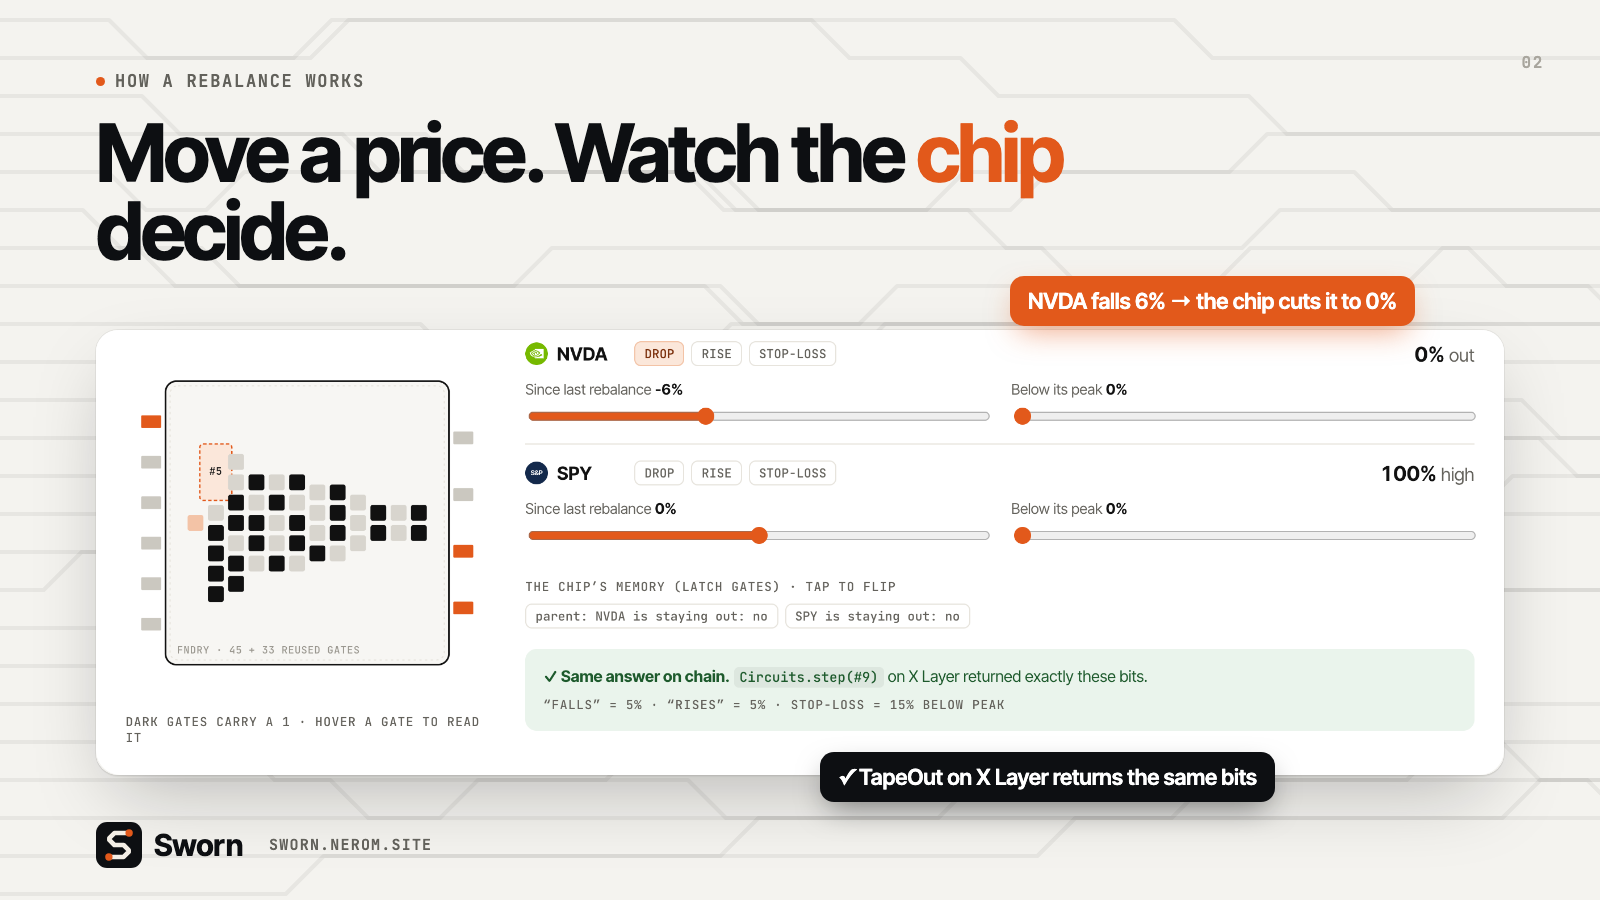 02
HOW A REBALANCE WORKS
Move a price. Watch the chip
decide.
NVDA falls 6% → the chip cuts it to 0%
NVDA DROP RISE STOP-LOSS 0% out
Since last rebalance -6% Below its peak 0%
S&P SPY DROP RISE STOP-LOSS 100% high
Since last rebalance 0% Below its peak 0%
#5
FNDRY · 45 + 33 REUSED GATES
DARK GATES CARRY A 1 · HOVER A GATE TO READ
IT
THE CHIP’S MEMORY (LATCH GATES) · TAP TO FLIP
parent: NVDA is staying out: no SPY is staying out: no
✓ Same answer on chain. Circuits.step(#9) on X Layer returned exactly these bits.
“FALLS” = 5% · “RISES” = 5% · STOP-LOSS = 15% BELOW PEAK
✓TapeOut on X Layer returns the same bits
Sworn SWORN.NEROM.SITE